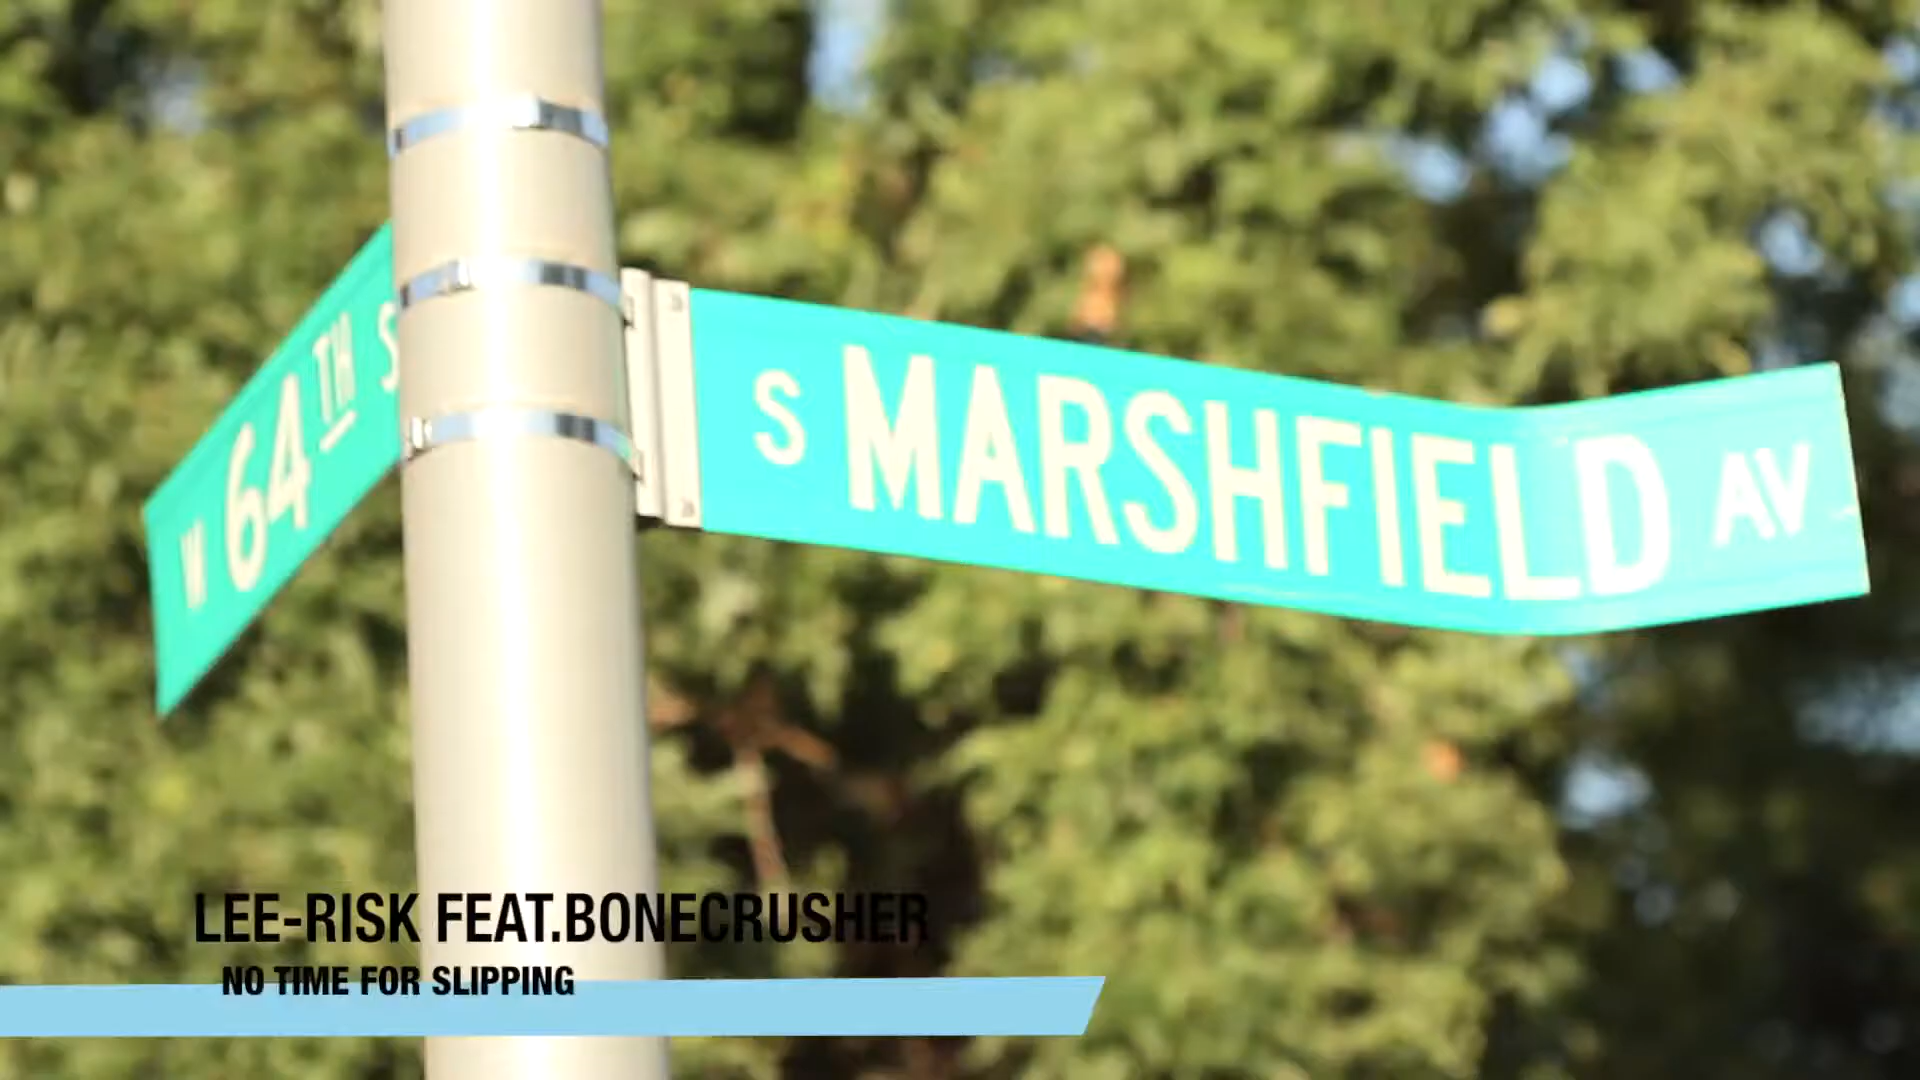 W 64TH S
S MARSHFIELD AV
LEE-RISK FEAT.BONECRUSHER
NO TIME FOR SLIPPING